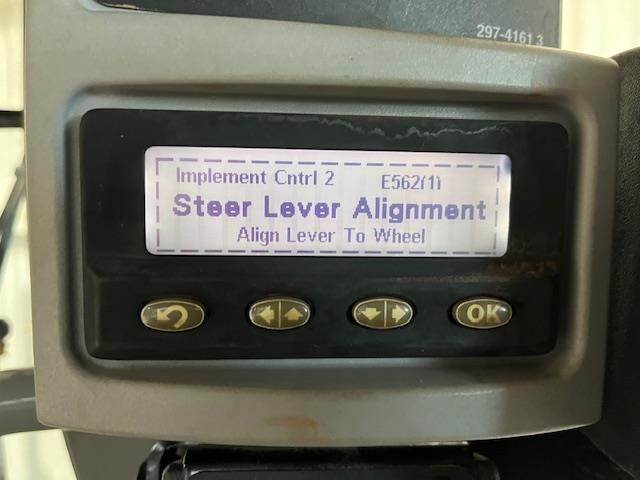 297-4161 3
Implement Cntrl 2 E562(1)
Steer Lever Alignment
Align Lever To Wheel
OK